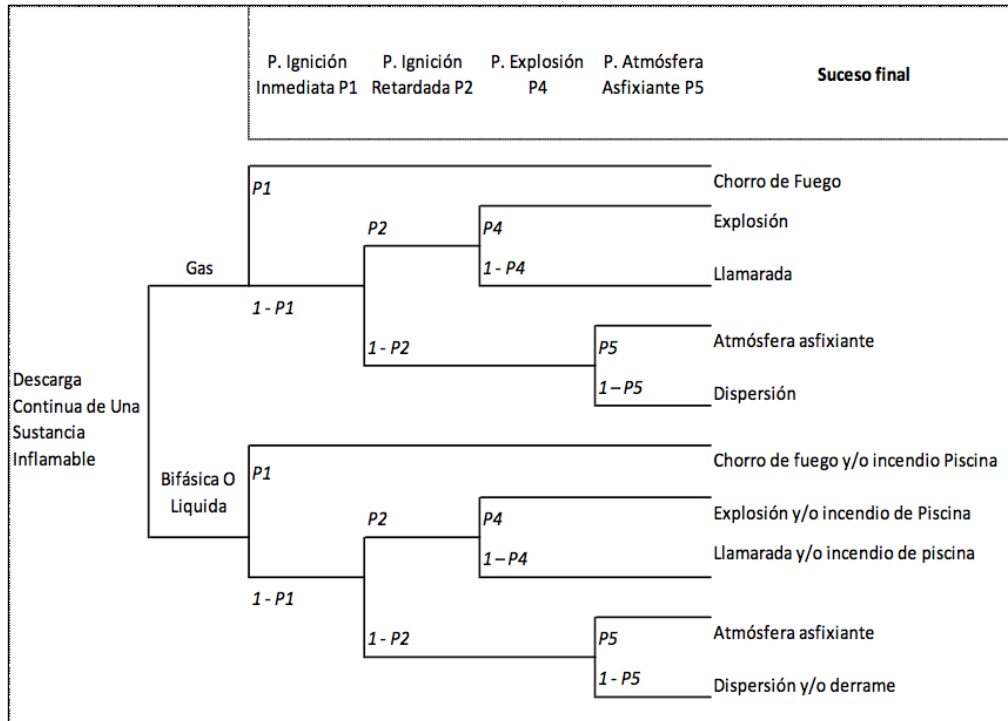 P. Ignición
Inmediata P1
P. Ignición
Retardada P2
P. Explosión
P4
P. Atmósfera
Asfixiante P5
Suceso final
P1
Chorro de Fuego
P2
P4
Explosión
Gas
1 - P4
Llamarada
1 - P1
1 - P2
P5
Atmósfera asfixiante
1 – P5
Dispersión
Descarga
Continua de Una
Sustancia
Inflamable
Bifásica O
Liquida
P1
Chorro de fuego y/o incendio Piscina
P2
P4
Explosión y/o incendio de Piscina
1 – P4
Llamarada y/o incendio de piscina
1 - P1
1 - P2
P5
Atmósfera asfixiante
1 - P5
Dispersión y/o derrame